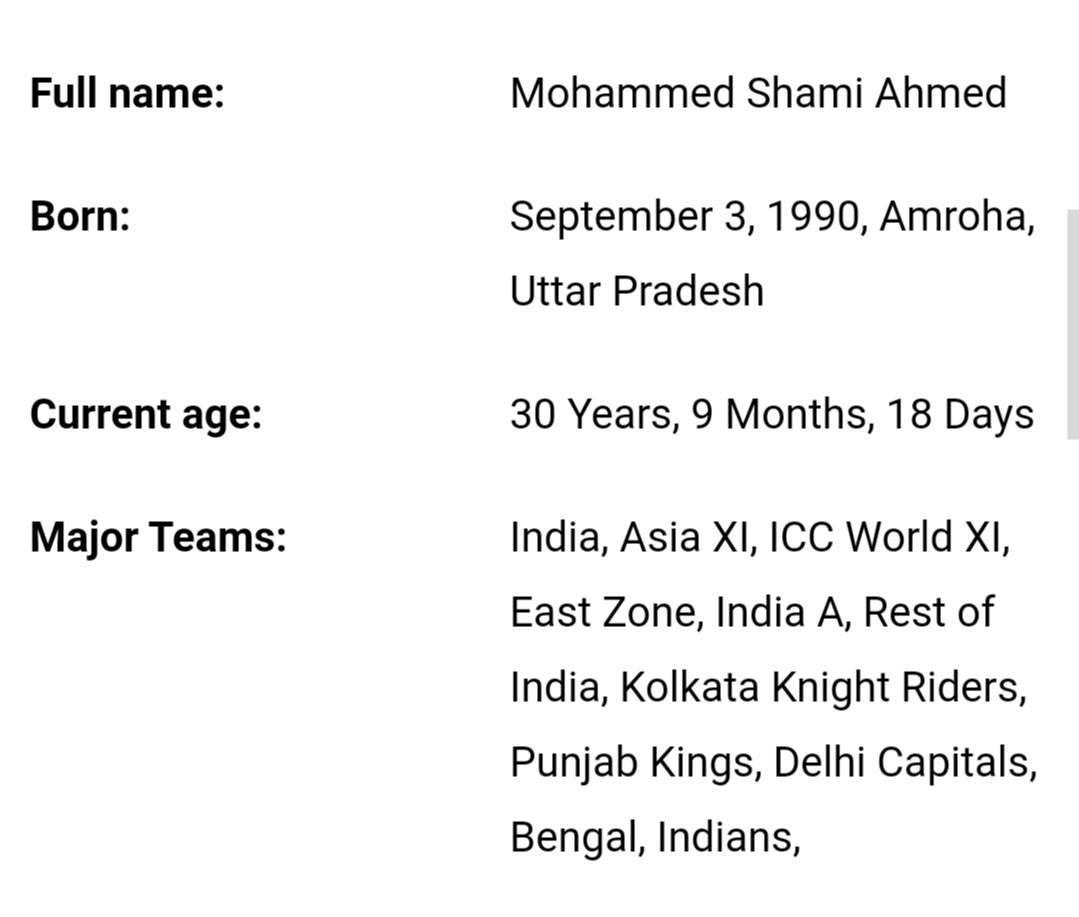 Full name: Mohammed Shami Ahmed
Born: September 3, 1990, Amroha,
Uttar Pradesh
Current age: 30 Years, 9 Months, 18 Days
Major Teams: India, Asia XI, ICC World XI,
East Zone, India A, Rest of
India, Kolkata Knight Riders,
Punjab Kings, Delhi Capitals,
Bengal, Indians,